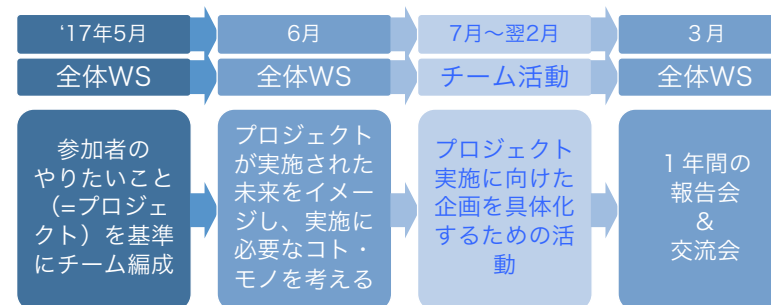 ‘17年5月
6月
7月～翌2月
3月
全体WS
全体WS
チーム活動
全体WS
参加者の
やりたいこと
（=プロジェ
クト）を基準
にチーム編成
プロジェクト
が実施された
未来をイメー
ジし、実施に
必要なコト・
モノを考える
プロジェクト
実施に向けた
企画を具体化
するための活
動
1年間の
報告会
&
交流会